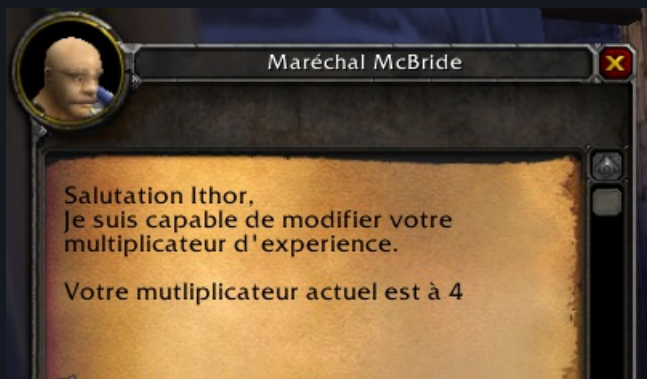 Maréchal McBride
Salutation Ithor,
Je suis capable de modifier votre
multiplicateur d'experience.
Votre mutliplicateur actuel est à 4